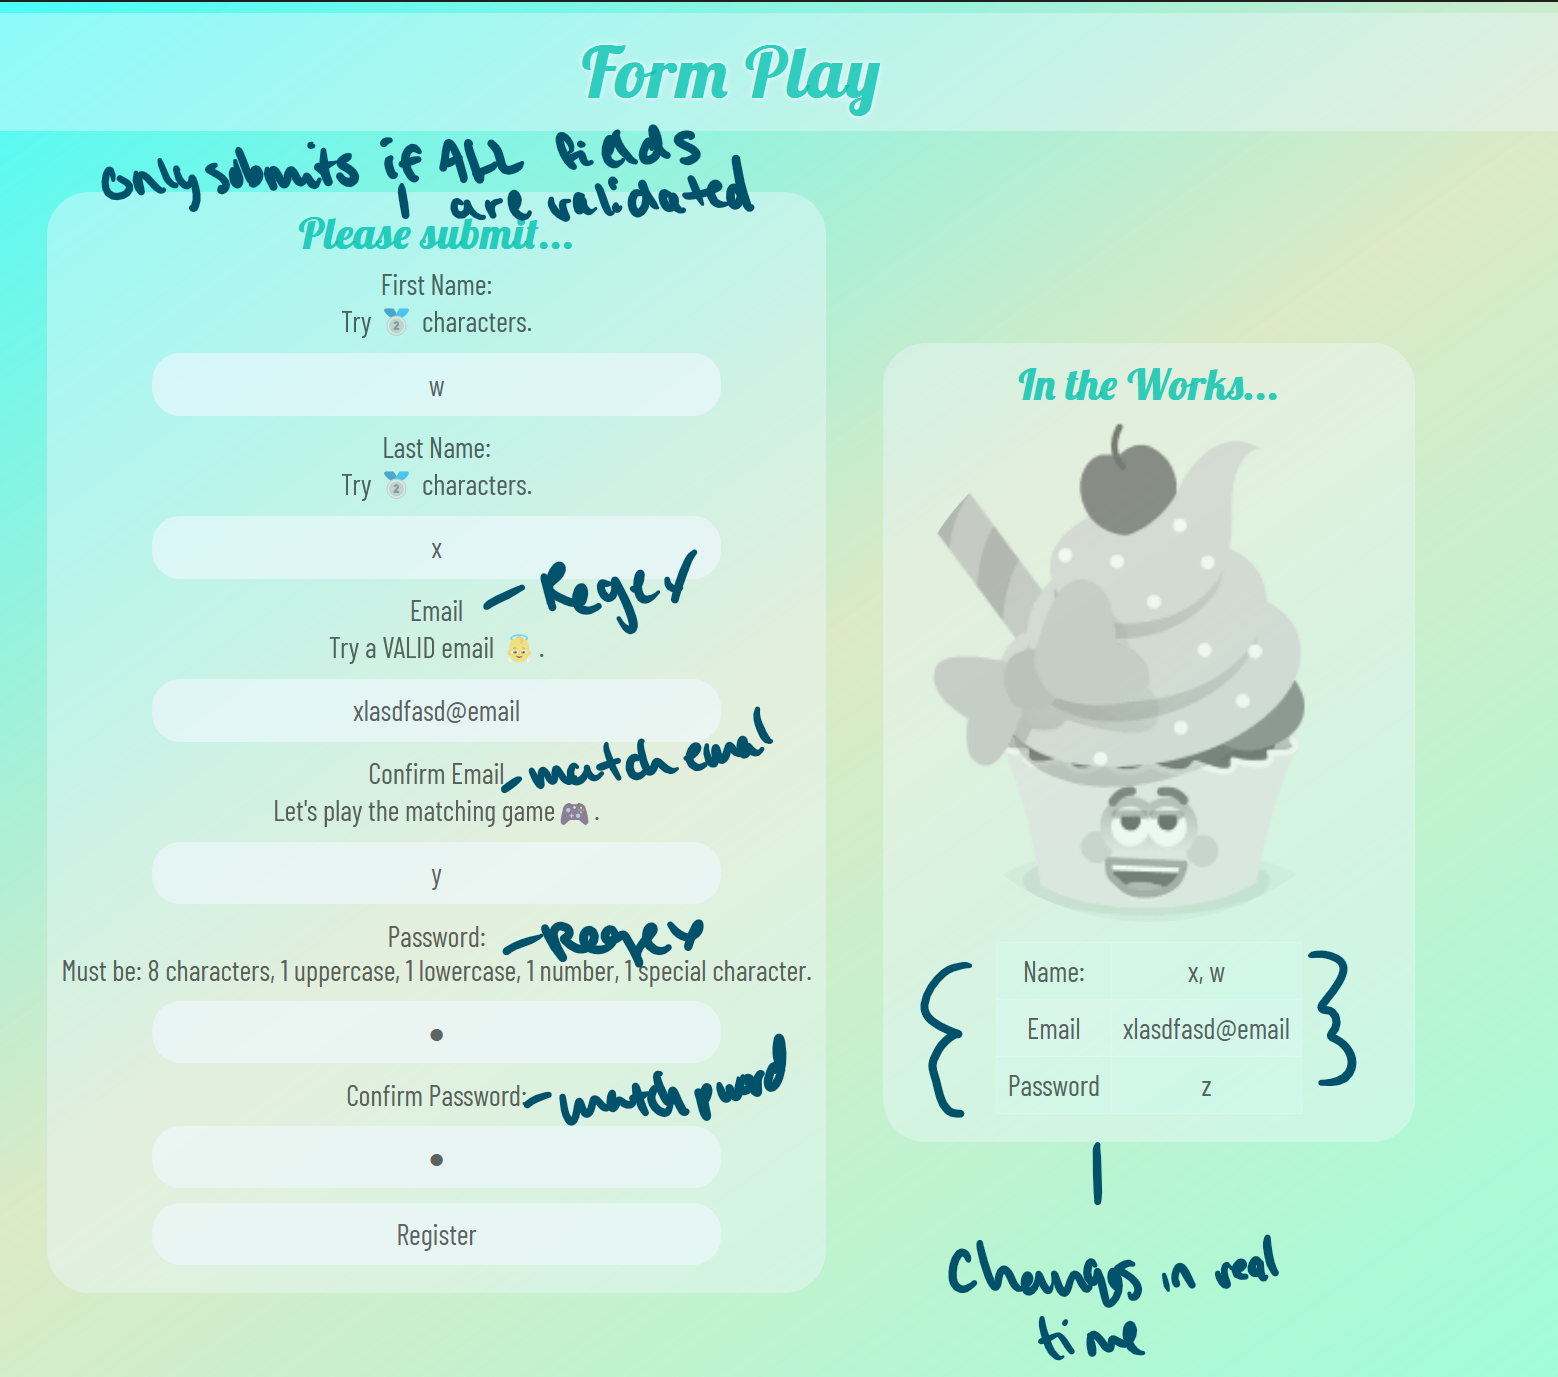 Form Play
only submits if ALL fields
are validated
Please submit...
First Name:
Try 🥈 characters.
w
Last Name:
Try 🥈 characters.
x
Email - Regex
Try a VALID email 👼 .
xlasdfasd@email
Confirm Email - match email
Let's play the matching game 🎮 .
y
Password: - Regex
Must be: 8 characters, 1 uppercase, 1 lowercase, 1 number, 1 special character.
●
Confirm Password: - match pword
●
Register
In the Works...
Name: x, w
Email xlasdfasd@email
Password z
Changes in real
time